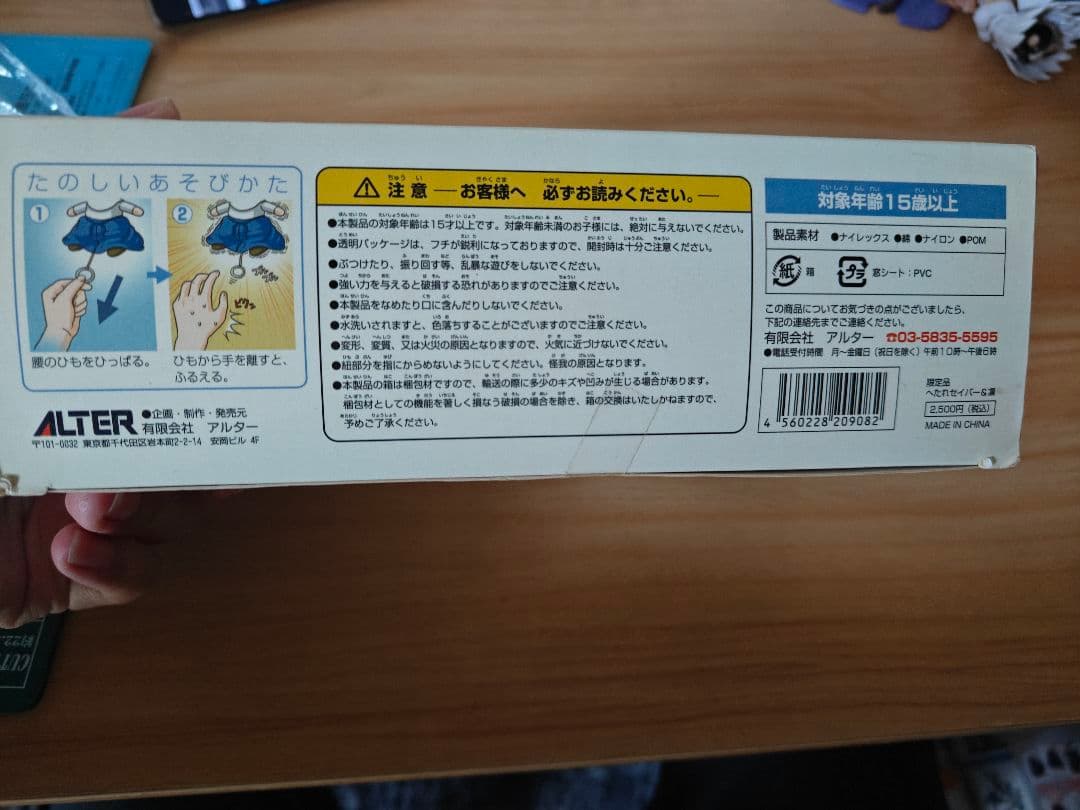 たのしいあそびかた
1
2
ビクッ
腰のひもをひっぱる。
ひもから手を離すと、
ふるえる。
ALTER
●企画・制作・発売元
有限会社 アルター
〒101-0032 東京都千代田区岩本町2-2-14 安岡ビル 4F
注意 ―お客様へ 必ずお読みください。―
●本製品の対象年齢は15才以上です。対象年齢未満のお子様には、絶対に与えないでください。
●透明パッケージは、フチが鋭利になっておりますので、開封時は十分ご注意ください。
●ぶつけたり、振り回す等、乱暴な遊びをしないでください。
●強い力を与えると破損する恐れがありますのでご注意ください。
●本製品をなめたり口に含んだりしないでください。
●水洗いされますと、色落ちすることがございますのでご注意ください。
●変形、変質、又は火災の原因となりますので、火気に近づけないでください。
●紐部分を指にからめないようにしてください。怪我の原因となります。
●本製品の箱は梱包材ですので、輸送の際に多少のキズや凹みが生じる場合があります。
梱包材としての機能を著しく損なう破損の場合を除き、箱の交換はいたしかねますので、
予めご了承ください。
対象年齢15歳以上
製品素材 ●ナイレックス ●綿 ●ナイロン ●POM
紙 箱 プラ 窓シート：PVC
この商品についてお気づきの点がございましたら、
下記の連絡先までご連絡ください。
有限会社 アルター ☎03-5835-5595
●電話受付時間 月〜金曜日(祝日を除く)午前10時〜午後6時
4 560228 209082
限定品
へたれセイバー&凛
2,500円(税込)
MADE IN CHINA